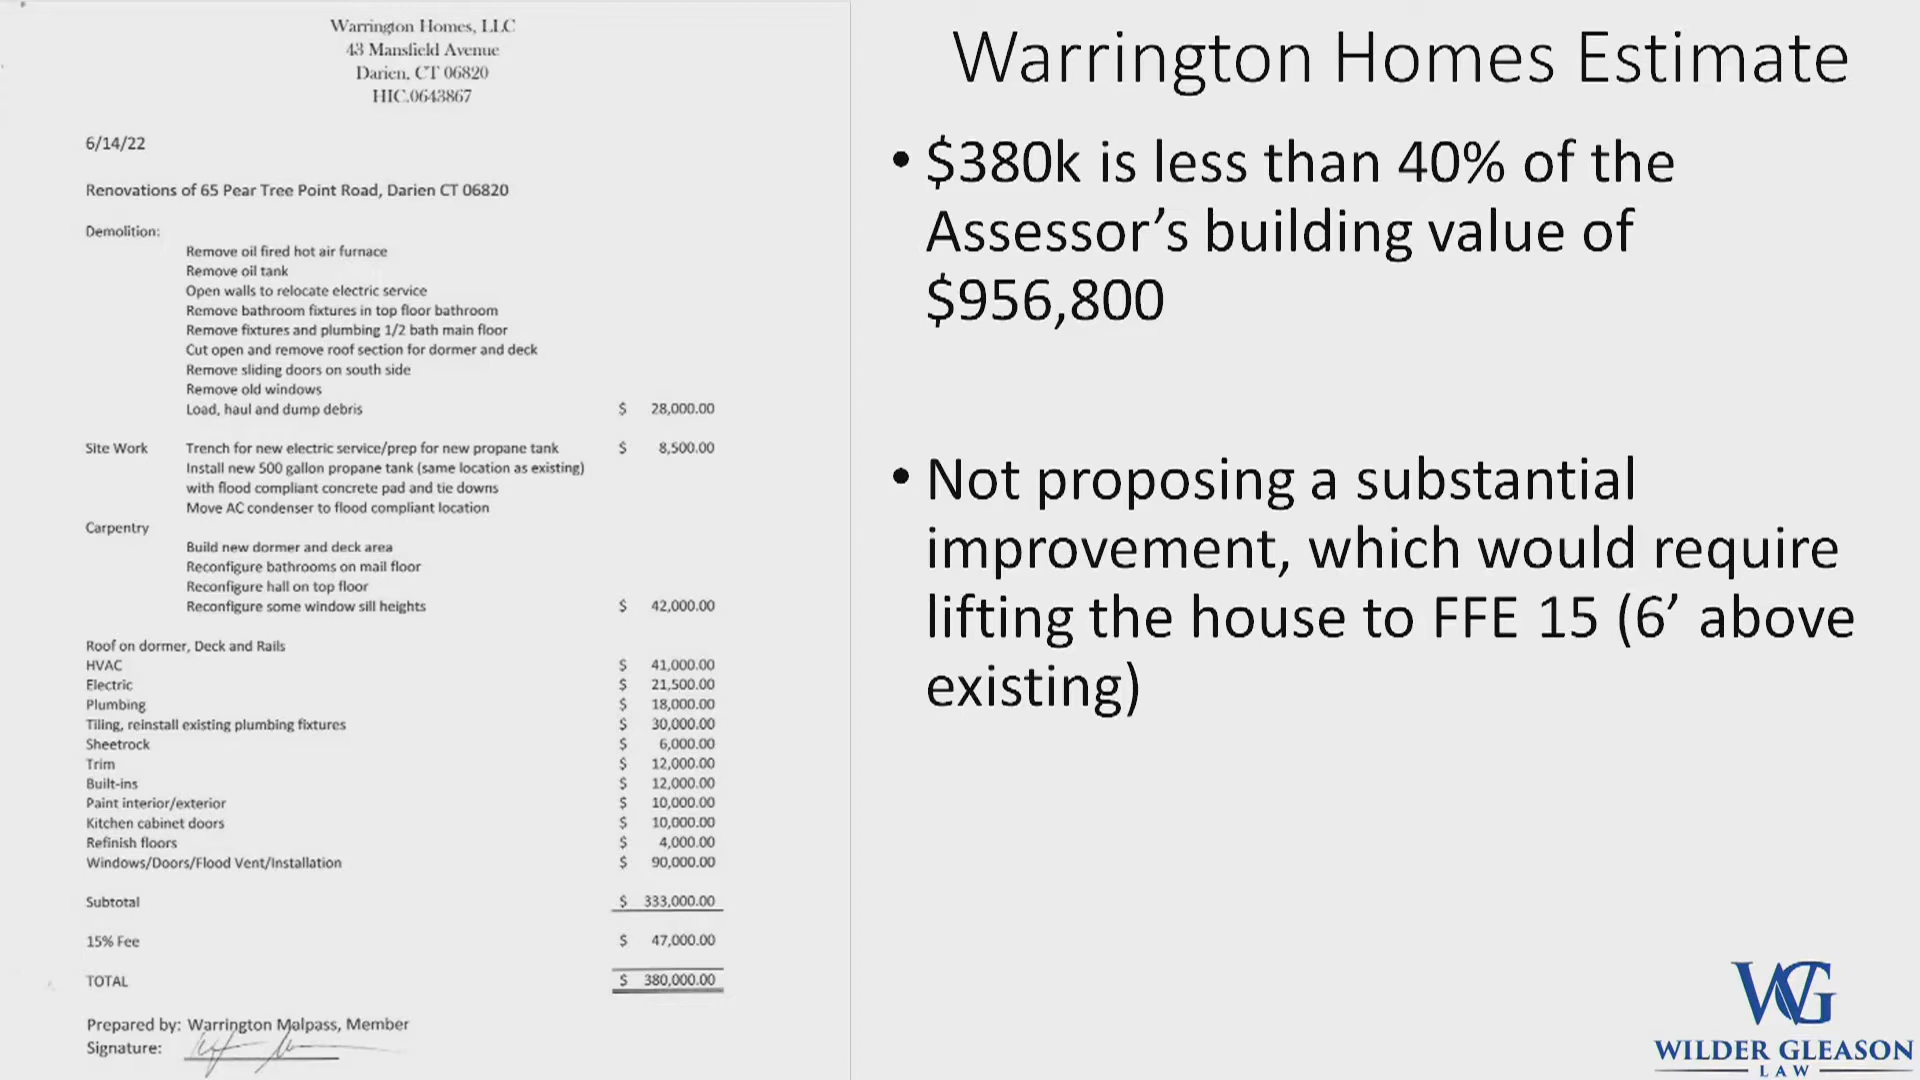 Warrington Homes, LLC
43 Mansfield Avenue
Darien, CT 06820
HIC.0643867
6/14/22
Renovations of 65 Pear Tree Point Road, Darien CT 06820
Demolition:
Remove oil fired hot air furnace
Remove oil tank
Open walls to relocate electric service
Remove bathroom fixtures in top floor bathroom
Remove fixtures and plumbing 1/2 bath main floor
Cut open and remove roof section for dormer and deck
Remove sliding doors on south side
Remove old windows
Load, haul and dump debris $ 28,000.00
Site Work Trench for new electric service/prep for new propane tank $ 8,500.00
Install new 500 gallon propane tank (same location as existing)
with flood compliant concrete pad and tie downs
Move AC condenser to flood compliant location
Carpentry
Build new dormer and deck area
Reconfigure bathrooms on mail floor
Reconfigure hall on top floor
Reconfigure some window sill heights $ 42,000.00
Roof on dormer, Deck and Rails
HVAC $ 41,000.00
Electric $ 21,500.00
Plumbing $ 18,000.00
Tiling, reinstall existing plumbing fixtures $ 30,000.00
Sheetrock $ 6,000.00
Trim $ 12,000.00
Built-ins $ 12,000.00
Paint interior/exterior $ 10,000.00
Kitchen cabinet doors $ 10,000.00
Refinish floors $ 4,000.00
Windows/Doors/Flood Vent/Installation $ 90,000.00
Subtotal $ 333,000.00
15% Fee $ 47,000.00
TOTAL $ 380,000.00
Prepared by: Warrington Malpass, Member
Signature:
Warrington Homes Estimate
• $380k is less than 40% of the
Assessor's building value of
$956,800
• Not proposing a substantial
improvement, which would require
lifting the house to FFE 15 (6' above
existing)
WG
WILDER GLEASON
LAW